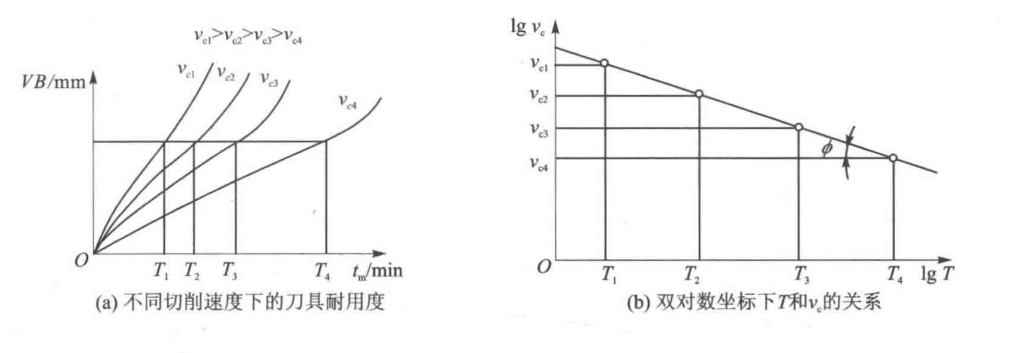 v_c1>v_c2>v_c3>v_c4
VB/mm
v_c1
v_c2
v_c3
v_c4
O
T_1
T_2
T_3
T_4
t_m/min
(a) 不同切削速度下的刀具耐用度
lg v_c
v_c1
v_c2
v_c3
v_c4
ϕ
O
T_1
T_2
T_3
T_4
lg T
(b) 双对数坐标下T和v_c的关系